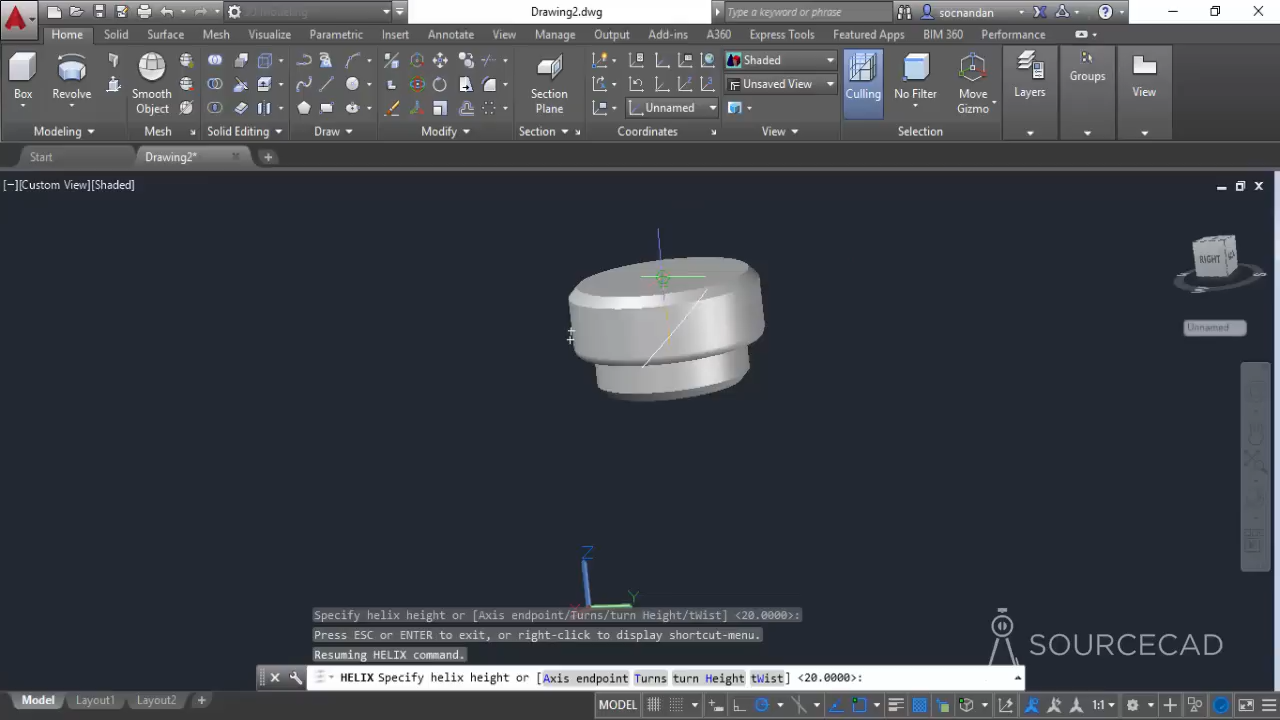 3D Modeling
Drawing2.dwg
Type a keyword or phrase
socnandan
Home Solid Surface Mesh Visualize Parametric Insert Annotate View Manage Output Add-ins A360 Express Tools Featured Apps BIM 360 Performance
Shaded
Unsaved View
Unnamed
Box Revolve Smooth Object Section Plane Culling No Filter Move Gizmo Layers Groups View
Modeling Mesh Solid Editing Draw Modify Section Coordinates View Selection
Start Drawing2*
[−][Custom View][Shaded]
RIGHT
Unnamed
Z
Y
Specify helix height or [Axis endpoint/Turns/turn Height/tWist] <20.0000>:
Press ESC or ENTER to exit, or right-click to display shortcut-menu.
Resuming HELIX command.
HELIX Specify helix height or [Axis endpoint Turns turn Height tWist] <20.0000>:
SOURCECAD
Model Layout1 Layout2
MODEL 1:1